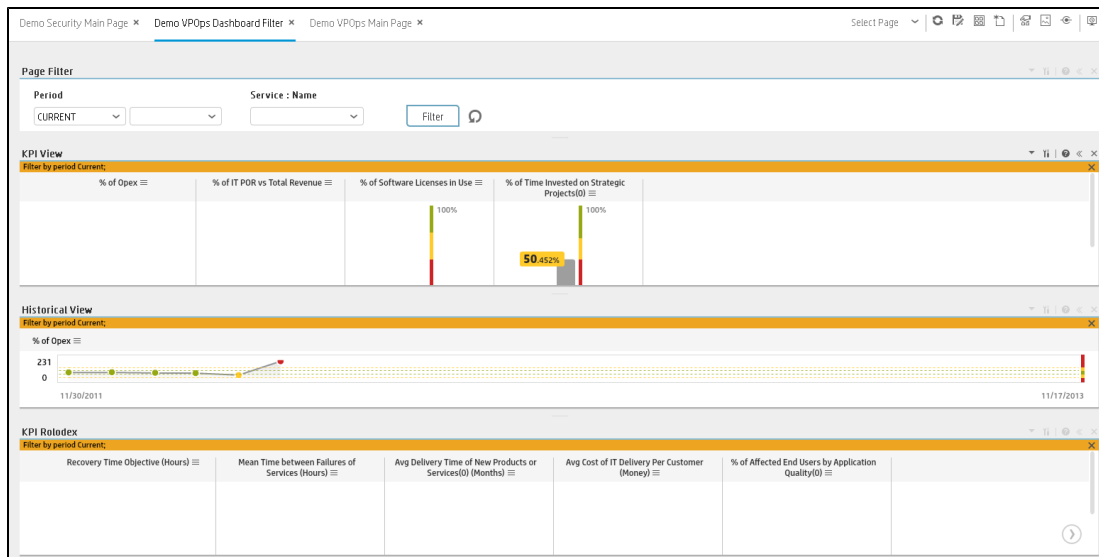 Demo Security Main Page ×
Demo VPOps Dashboard Filter ×
Demo VPOps Main Page ×
Select Page
Page Filter
Period
Service : Name
CURRENT
Filter
KPI View
Filter by period Current;
% of Opex
% of IT POR vs Total Revenue
% of Software Licenses in Use
% of Time Invested on Strategic
Projects(0)
100%
100%
50.452%
Historical View
Filter by period Current;
% of Opex
231
0
11/30/2011
11/17/2013
KPI Rolodex
Filter by period Current;
Recovery Time Objective (Hours)
Mean Time between Failures of
Services (Hours)
Avg Delivery Time of New Products or
Services(0) (Months)
Avg Cost of IT Delivery Per Customer
(Money)
% of Affected End Users by Application
Quality(0)